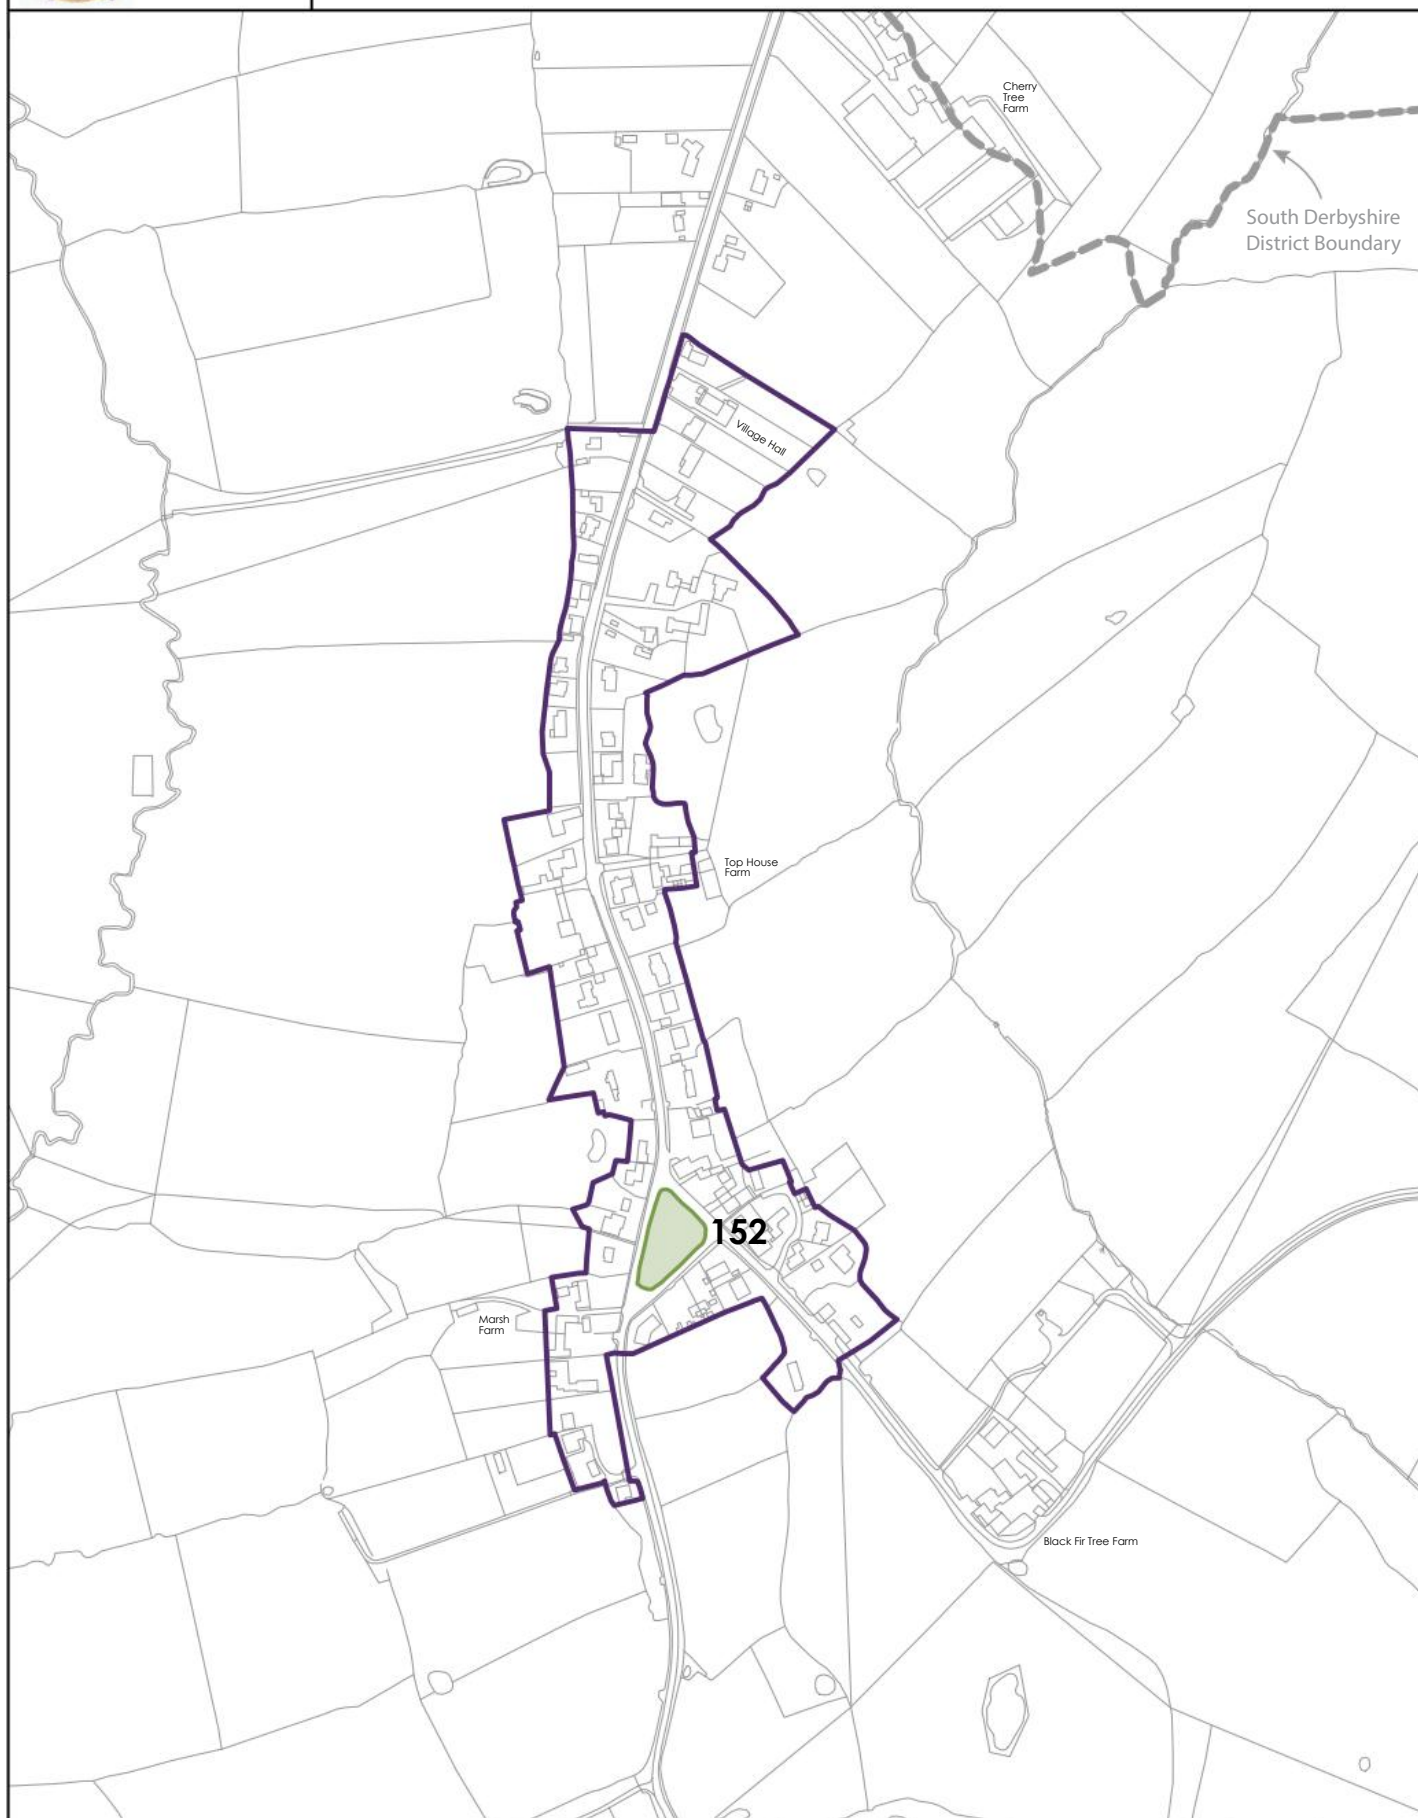 Cherry
Tree
Farm
South Derbyshire
District Boundary
Village Hall
Top House
Farm
152
Marsh
Farm
Black Fir Tree Farm